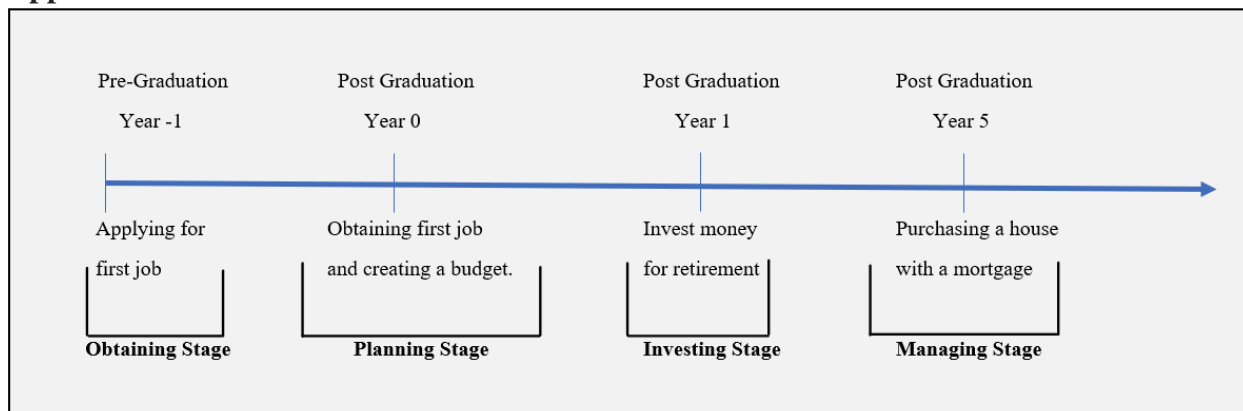 Pre-Graduation
Year -1
Post Graduation
Year 0
Post Graduation
Year 1
Post Graduation
Year 5
Applying for
first job
Obtaining first job
and creating a budget.
Invest money
for retirement
Purchasing a house
with a mortgage
Obtaining Stage
Planning Stage
Investing Stage
Managing Stage